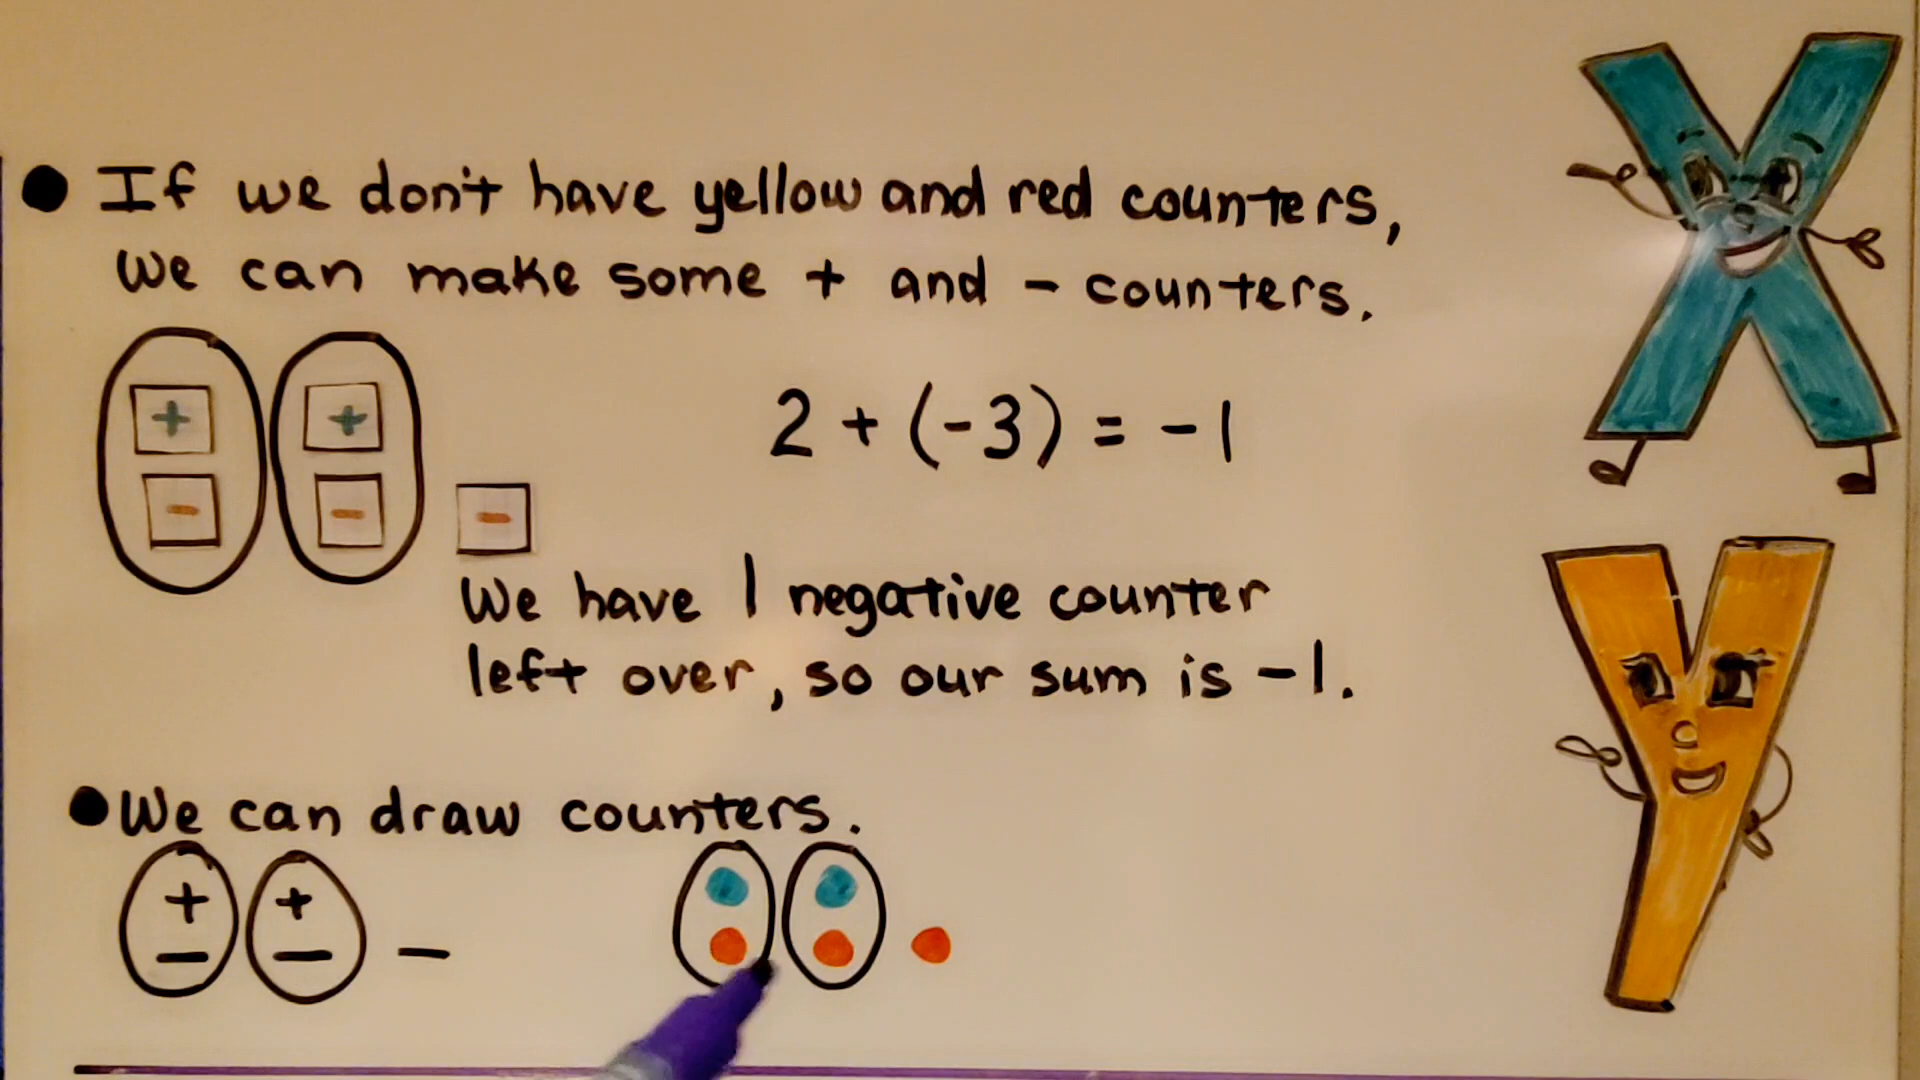 ● If we don't have yellow and red counters,
we can make some + and - counters.
+ +
2 + (-3) = -1
- - -
We have 1 negative counter
left over, so our sum is -1.
● We can draw counters.
+ +
- - -
X
Y